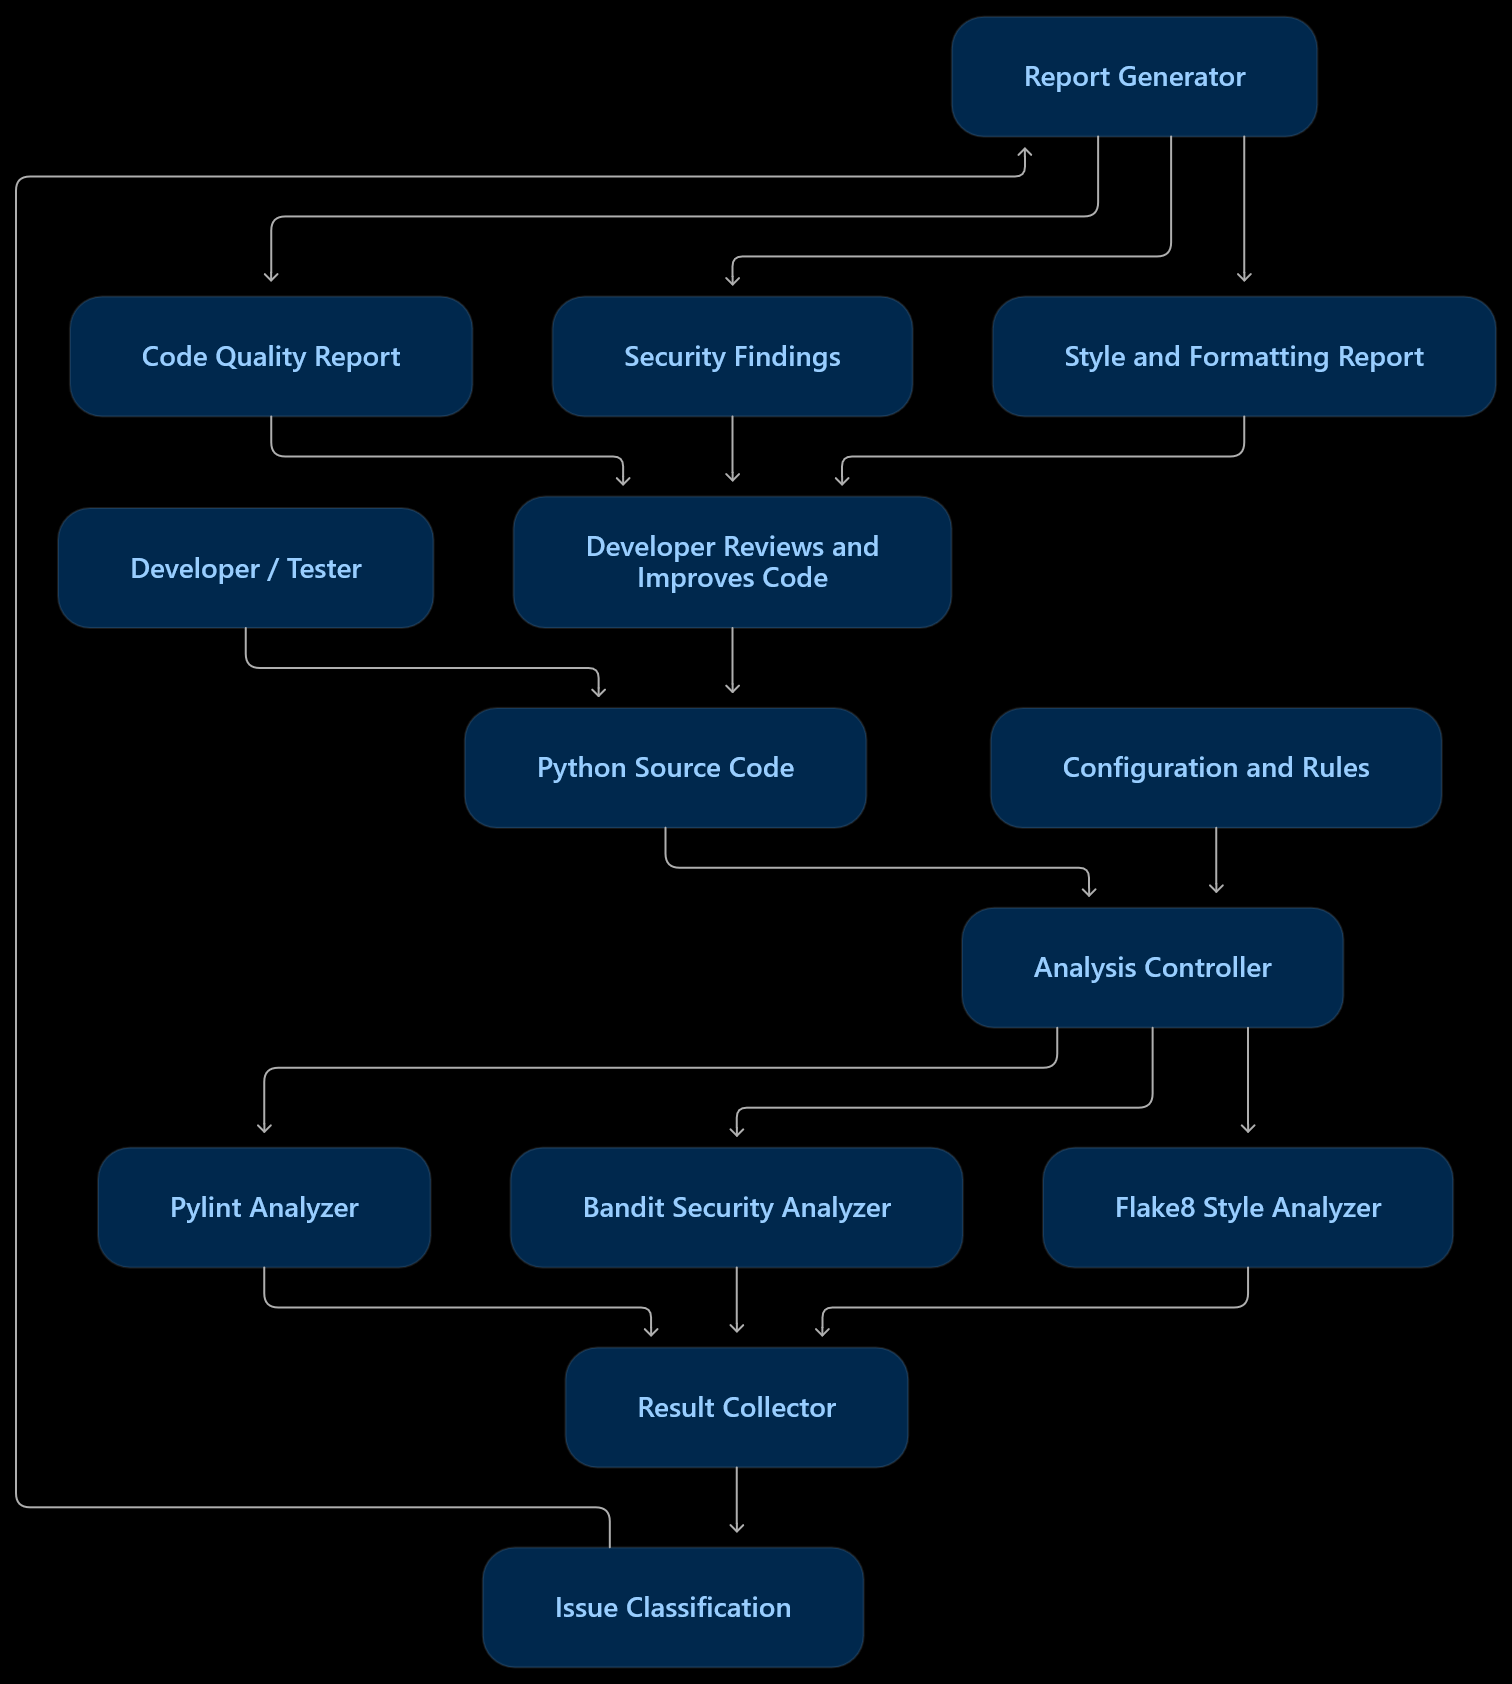 Report Generator
Code Quality Report
Security Findings
Style and Formatting Report
Developer / Tester
Developer Reviews and
Improves Code
Python Source Code
Configuration and Rules
Analysis Controller
Pylint Analyzer
Bandit Security Analyzer
Flake8 Style Analyzer
Result Collector
Issue Classification